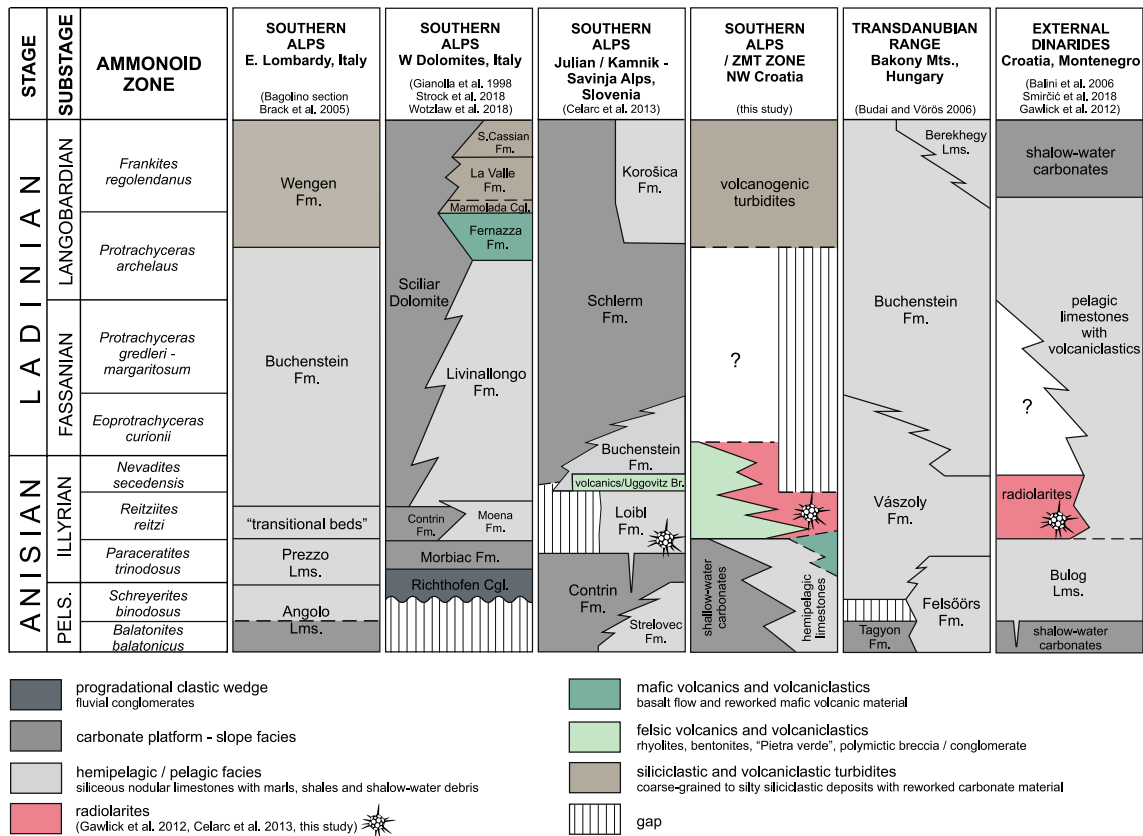 STAGE
SUBSTAGE
AMMONOID
ZONE
SOUTHERN
ALPS
E. Lombardy, Italy
(Bagolino section
Brack et al. 2005)
SOUTHERN
ALPS
W Dolomites, Italy
(Gianolla et al. 1998
Strock et al. 2018
Wotzlaw et al. 2018)
SOUTHERN
ALPS
Julian / Kamnik -
Savinja Alps,
Slovenia
(Celarc et al. 2013)
SOUTHERN
ALPS
/ ZMT ZONE
NW Croatia
(this study)
TRANSDANUBIAN
RANGE
Bakony Mts.,
Hungary
(Budai and Vörös 2006)
EXTERNAL
DINARIDES
Croatia, Montenegro
(Balini et al. 2006
Smirčić et al. 2018
Gawlick et al. 2012)
LADINIAN
ANISIAN
LANGOBARDIAN
FASSANIAN
ILLYRIAN
PELS.
Frankites
regolendanus
Protrachyceras
archelaus
Protrachyceras
gredleri -
margaritosum
Eoprotrachyceras
curionii
Nevadites
secedensis
Reitziites
reitzi
Paraceratites
trinodosus
Schreyerites
binodosus
Balatonites
balatonicus
Wengen
Fm.
Buchenstein
Fm.
“transitional beds”
Prezzo
Lms.
Angolo
Lms.
S.Cassian
Fm.
La Valle
Fm.
Marmolada Cgl.
Fernazza
Fm.
Sciliar
Dolomite
Livinallongo
Fm.
Contrin
Fm.
Moena
Fm.
Morbiac Fm.
Richthofen Cgl.
Korošica
Fm.
Schlerm
Fm.
Buchenstein
Fm.
volcanics/Uggovitz Br.
Loibl
Fm.
Contrin
Fm.
Strelovec
Fm.
volcanogenic
turbidites
?
shallow-water
carbonates
hemipelagic
limestones
Berekhegy
Lms.
Buchenstein
Fm.
Vászoly
Fm.
Felsőörs
Fm.
Tagyon
Fm.
shallow-water
carbonates
pelagic
limestones
with
volcaniclastics
?
radiolarites
Bulog
Lms.
shallow-water
carbonates
progradational clastic wedge
fluvial conglomerates
carbonate platform - slope facies
hemipelagic / pelagic facies
siliceous nodular limestones with marls, shales and shalow-water debris
radiolarites
(Gawlick et al. 2012, Celarc et al. 2013, this study)
mafic volcanics and volcaniclastics
basalt flow and reworked mafic volcanic material
felsic volcanics and volcaniclastics
rhyolites, bentonites, “Pietra verde”, polymictic breccia / conglomerate
siliciclastic and volcaniclastic turbidites
coarse-grained to silty siliciclastic deposits with reworked carbonate material
gap